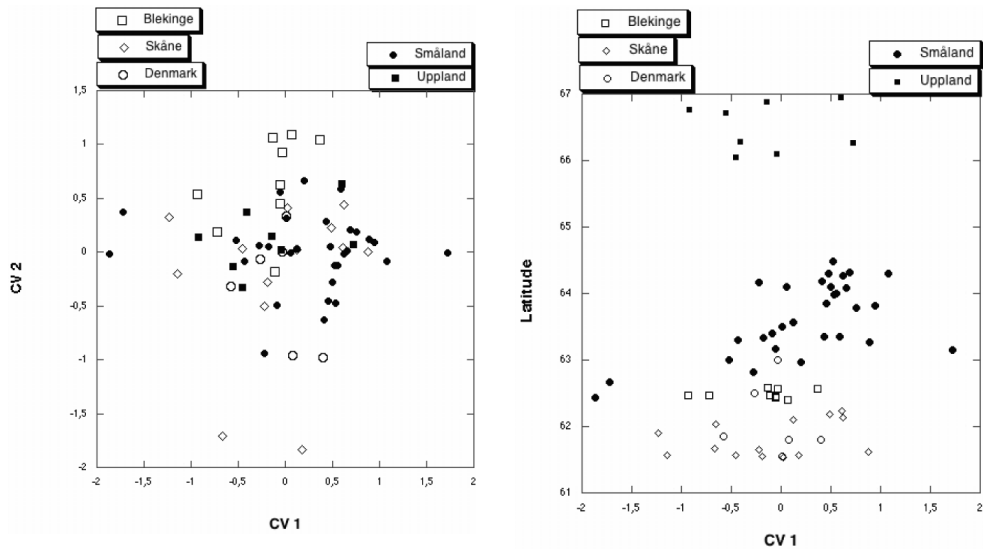 Blekinge
Skåne
Denmark
Småland
Uppland
1,5
1
0,5
0
-0,5
-1
-1,5
-2
-2 -1,5 -1 -0,5 0 0,5 1 1,5 2
CV 2
CV 1
Blekinge
Skåne
Denmark
Småland
Uppland
67
66
65
64
63
62
61
-2 -1,5 -1 -0,5 0 0,5 1 1,5 2
Latitude
CV 1